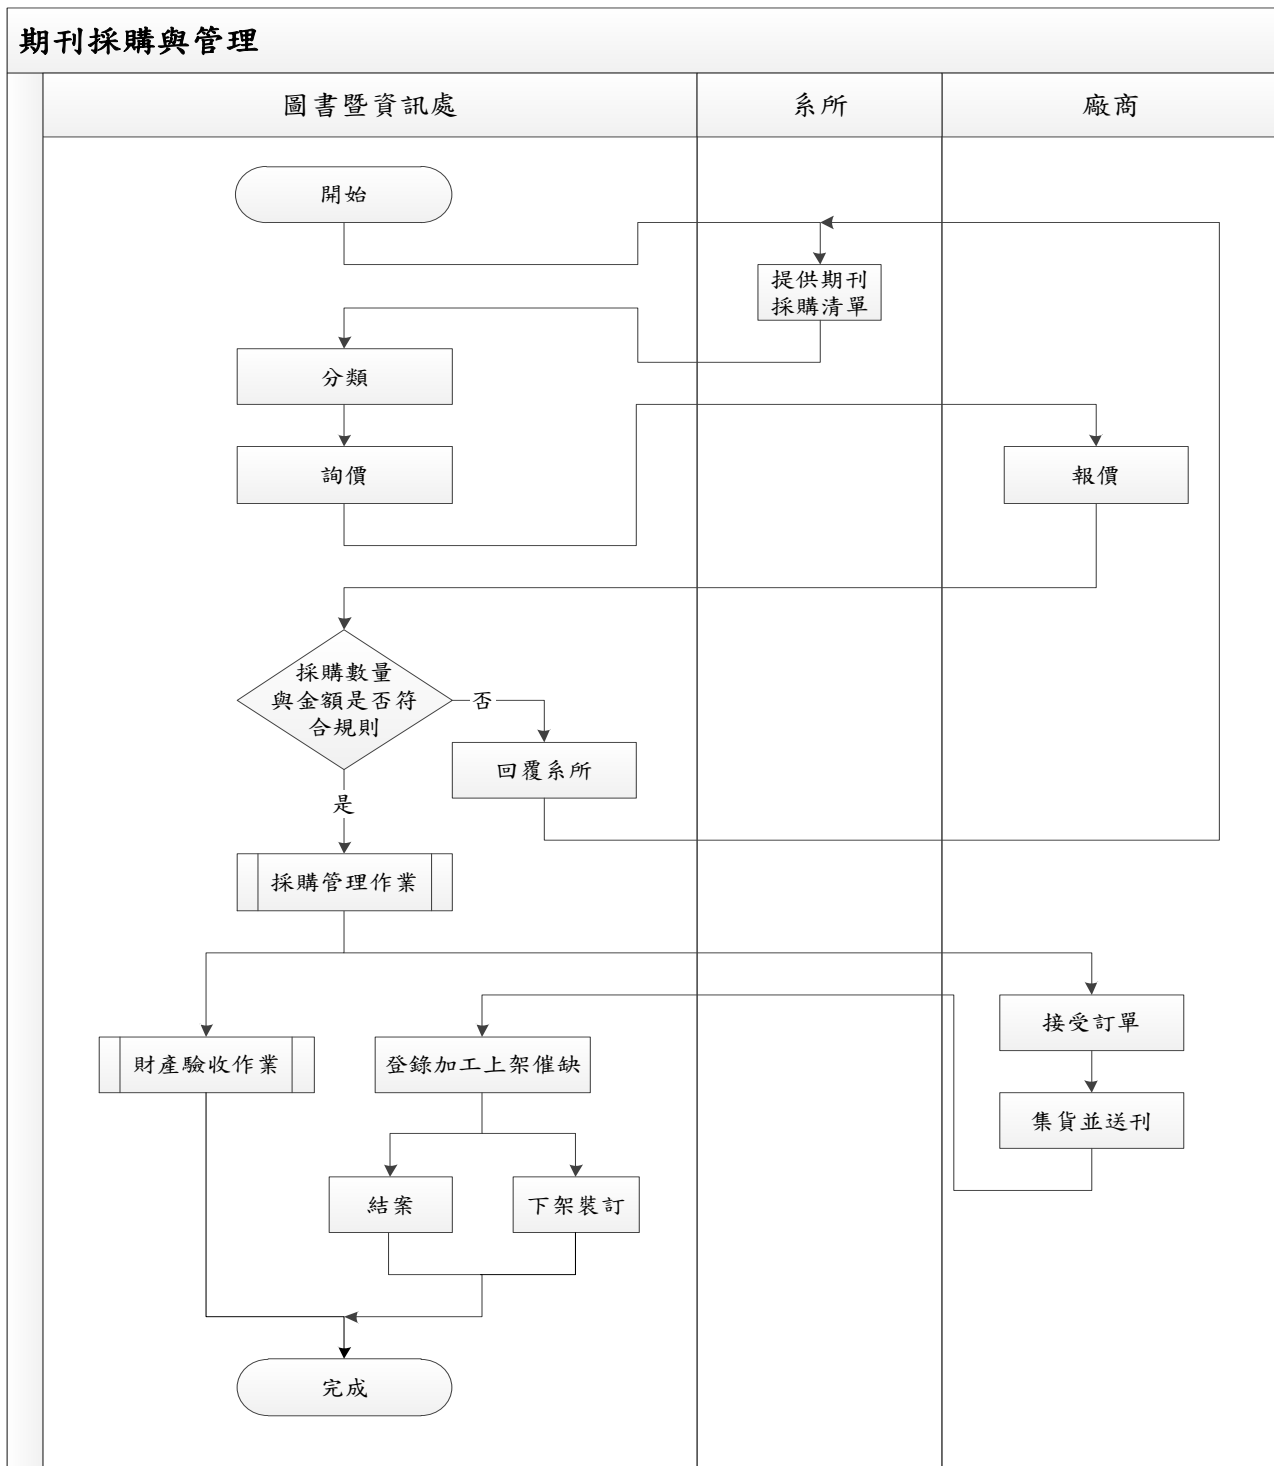 期刊採購與管理
圖書暨資訊處
系所
廠商
開始
提供期刊
採購清單
分類
詢價
報價
採購數量
與金額是否符
合規則
否
回覆系所
是
採購管理作業
接受訂單
財產驗收作業
登錄加工上架催缺
集貨並送刊
結案
下架裝訂
完成